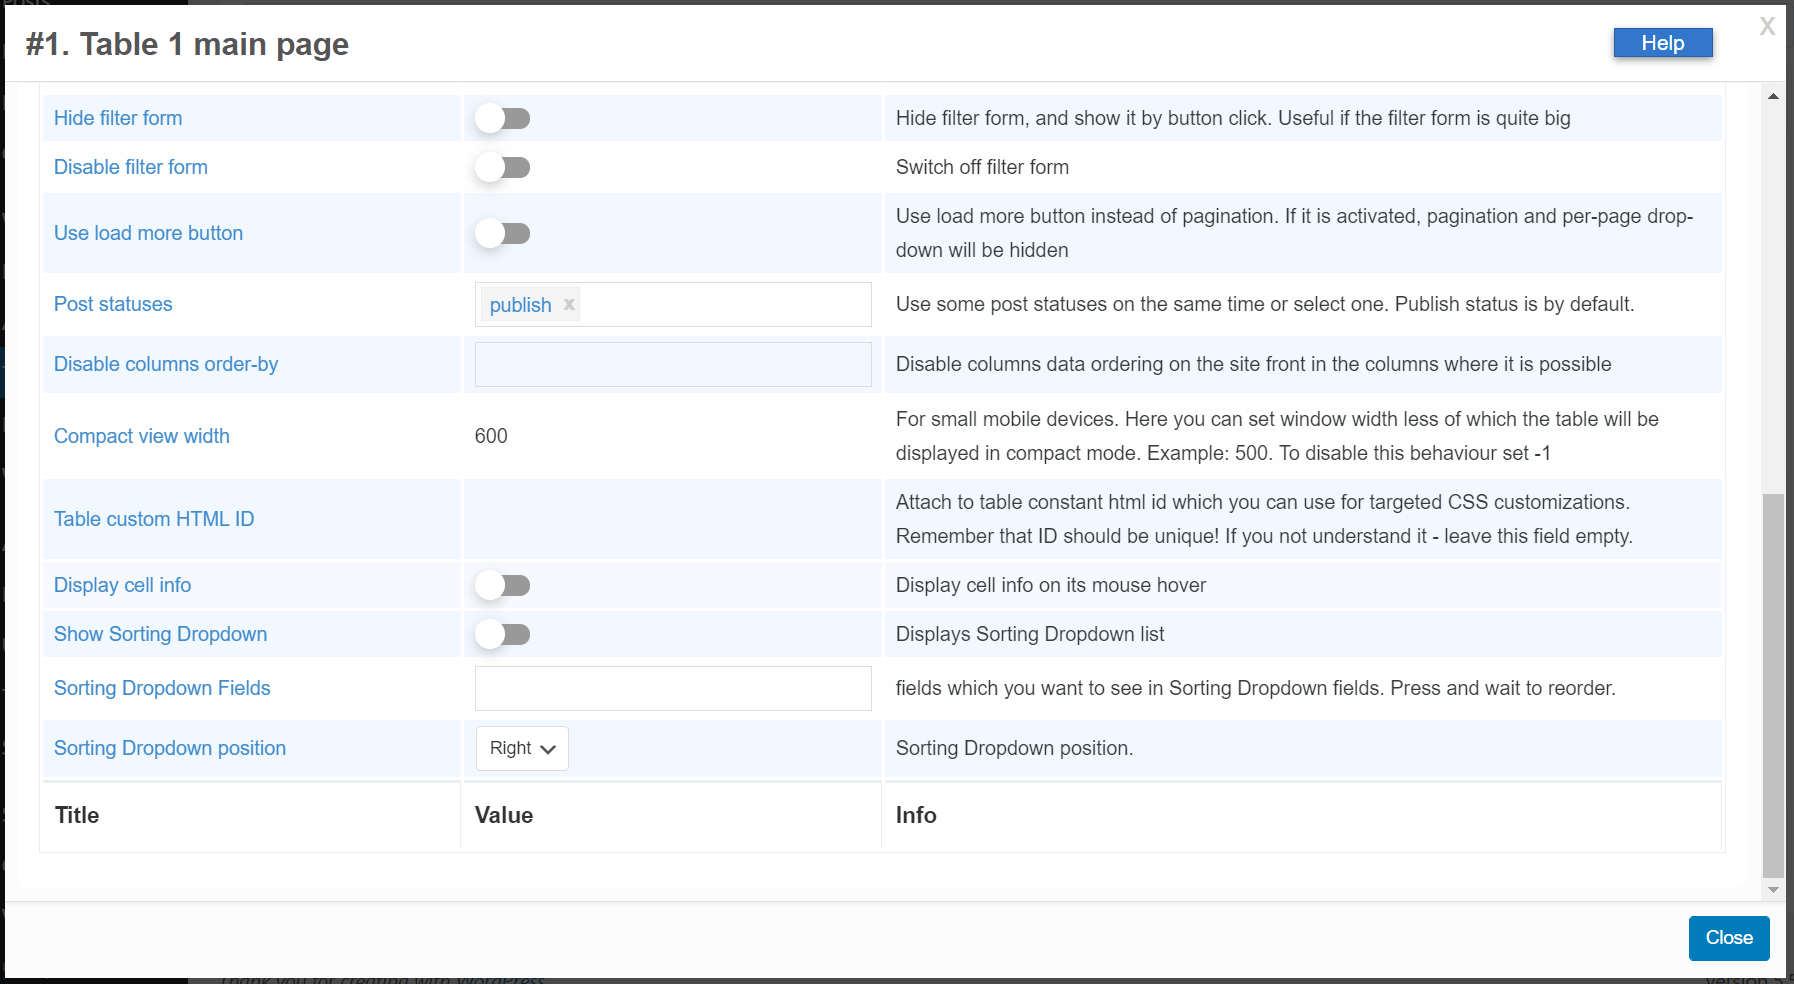 #1. Table 1 main page
Help
X
Hide filter form
Hide filter form, and show it by button click. Useful if the filter form is quite big
Disable filter form
Switch off filter form
Use load more button
Use load more button instead of pagination. If it is activated, pagination and per-page drop-
down will be hidden
Post statuses
publish x
Use some post statuses on the same time or select one. Publish status is by default.
Disable columns order-by
Disable columns data ordering on the site front in the columns where it is possible
Compact view width
600
For small mobile devices. Here you can set window width less of which the table will be
displayed in compact mode. Example: 500. To disable this behaviour set -1
Table custom HTML ID
Attach to table constant html id which you can use for targeted CSS customizations.
Remember that ID should be unique! If you not understand it - leave this field empty.
Display cell info
Display cell info on its mouse hover
Show Sorting Dropdown
Displays Sorting Dropdown list
Sorting Dropdown Fields
fields which you want to see in Sorting Dropdown fields. Press and wait to reorder.
Sorting Dropdown position
Right
Sorting Dropdown position.
Title
Value
Info
Close
Thank you for creating with WordPress